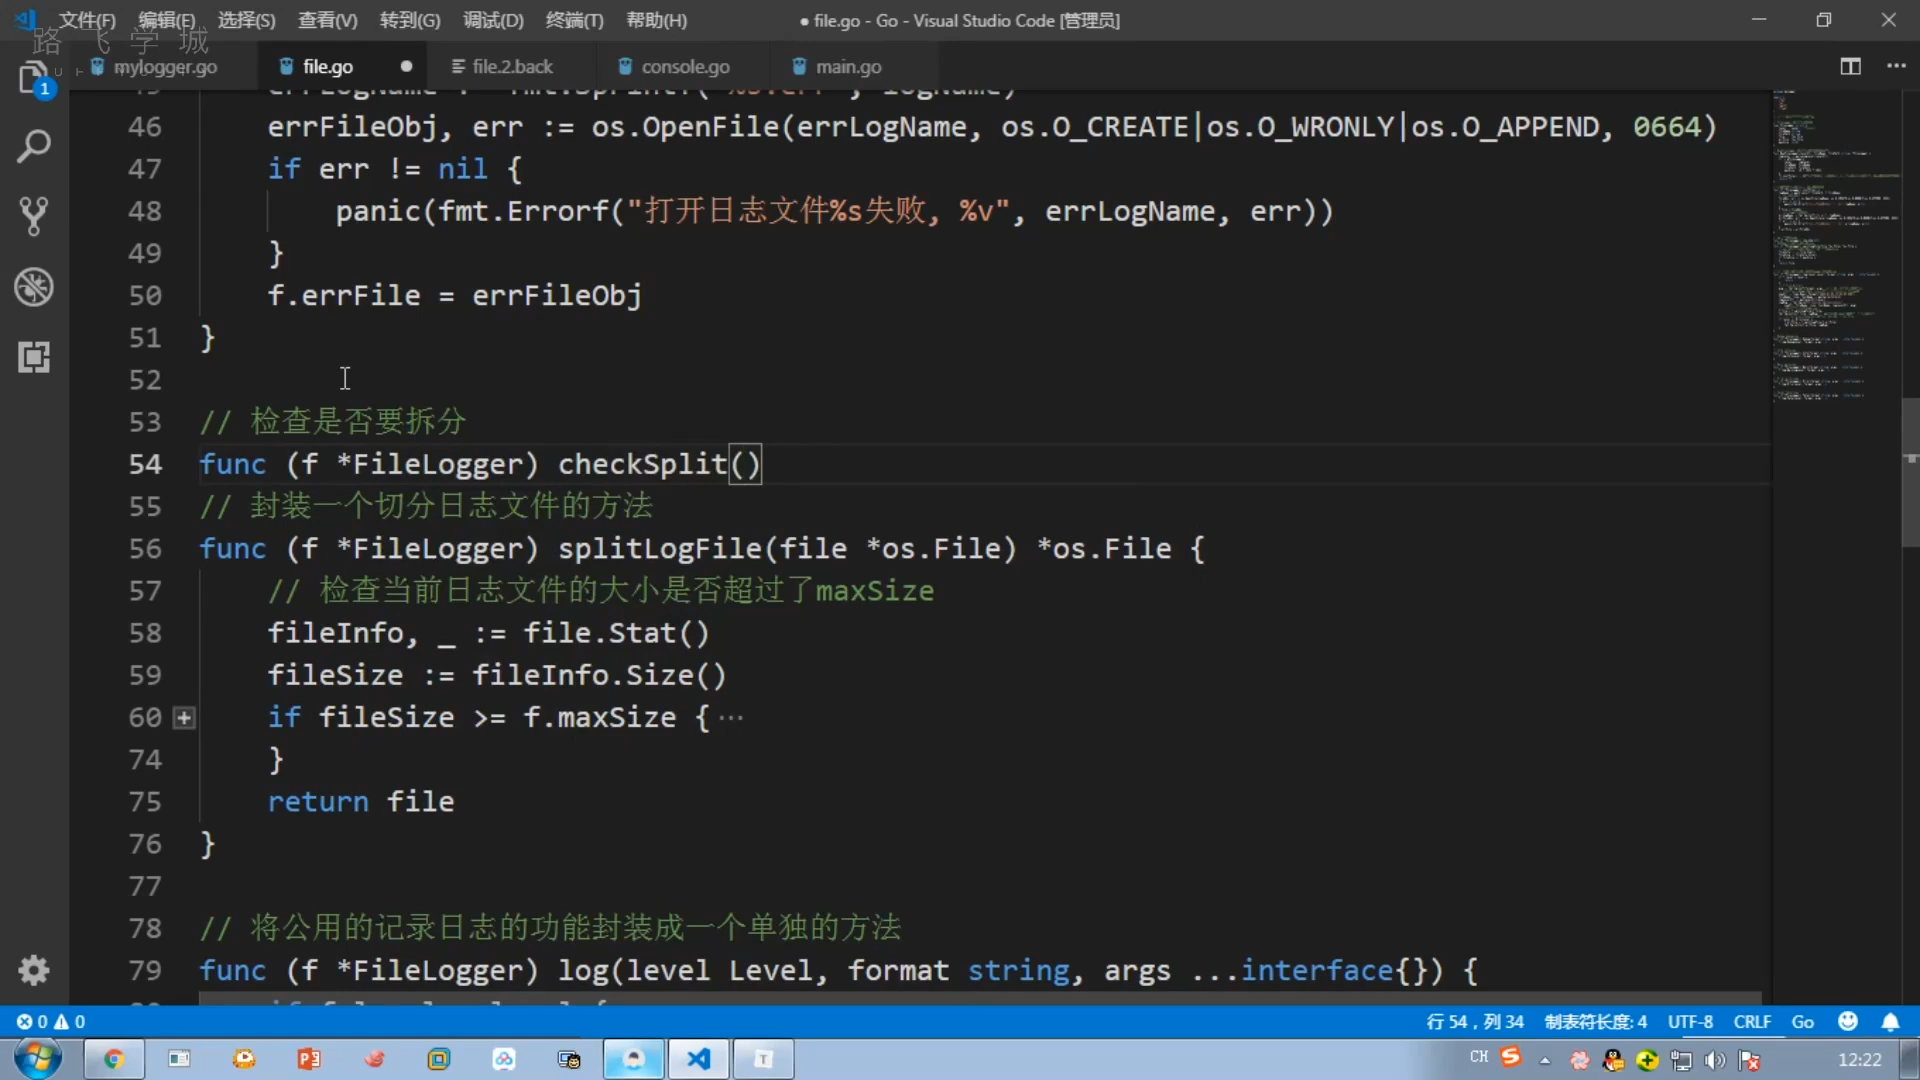 文件(F) 编辑(E) 选择(S) 查看(V) 转到(G) 调试(D) 终端(T) 帮助(H) ● file.go - Go - Visual Studio Code [管理员]
路飞学城
mylogger.go file.go file.2.back console.go main.go
1
46 errFileObj, err := os.OpenFile(errLogName, os.O_CREATE|os.O_WRONLY|os.O_APPEND, 0664)
47 if err != nil {
48 panic(fmt.Errorf("打开日志文件%s失败, %v", errLogName, err))
49 }
50 f.errFile = errFileObj
51 }
52
53 // 检查是否要拆分
54 func (f *FileLogger) checkSplit()
55 // 封装一个切分日志文件的方法
56 func (f *FileLogger) splitLogFile(file *os.File) *os.File {
57 // 检查当前日志文件的大小是否超过了maxSize
58 fileInfo, _ := file.Stat()
59 fileSize := fileInfo.Size()
60 if fileSize >= f.maxSize {···
74 }
75 return file
76 }
77
78 // 将公用的记录日志的功能封装成一个单独的方法
79 func (f *FileLogger) log(level Level, format string, args ...interface{}) {
0 0 行 54，列 34 制表符长度: 4 UTF-8 CRLF Go
CH 12:22